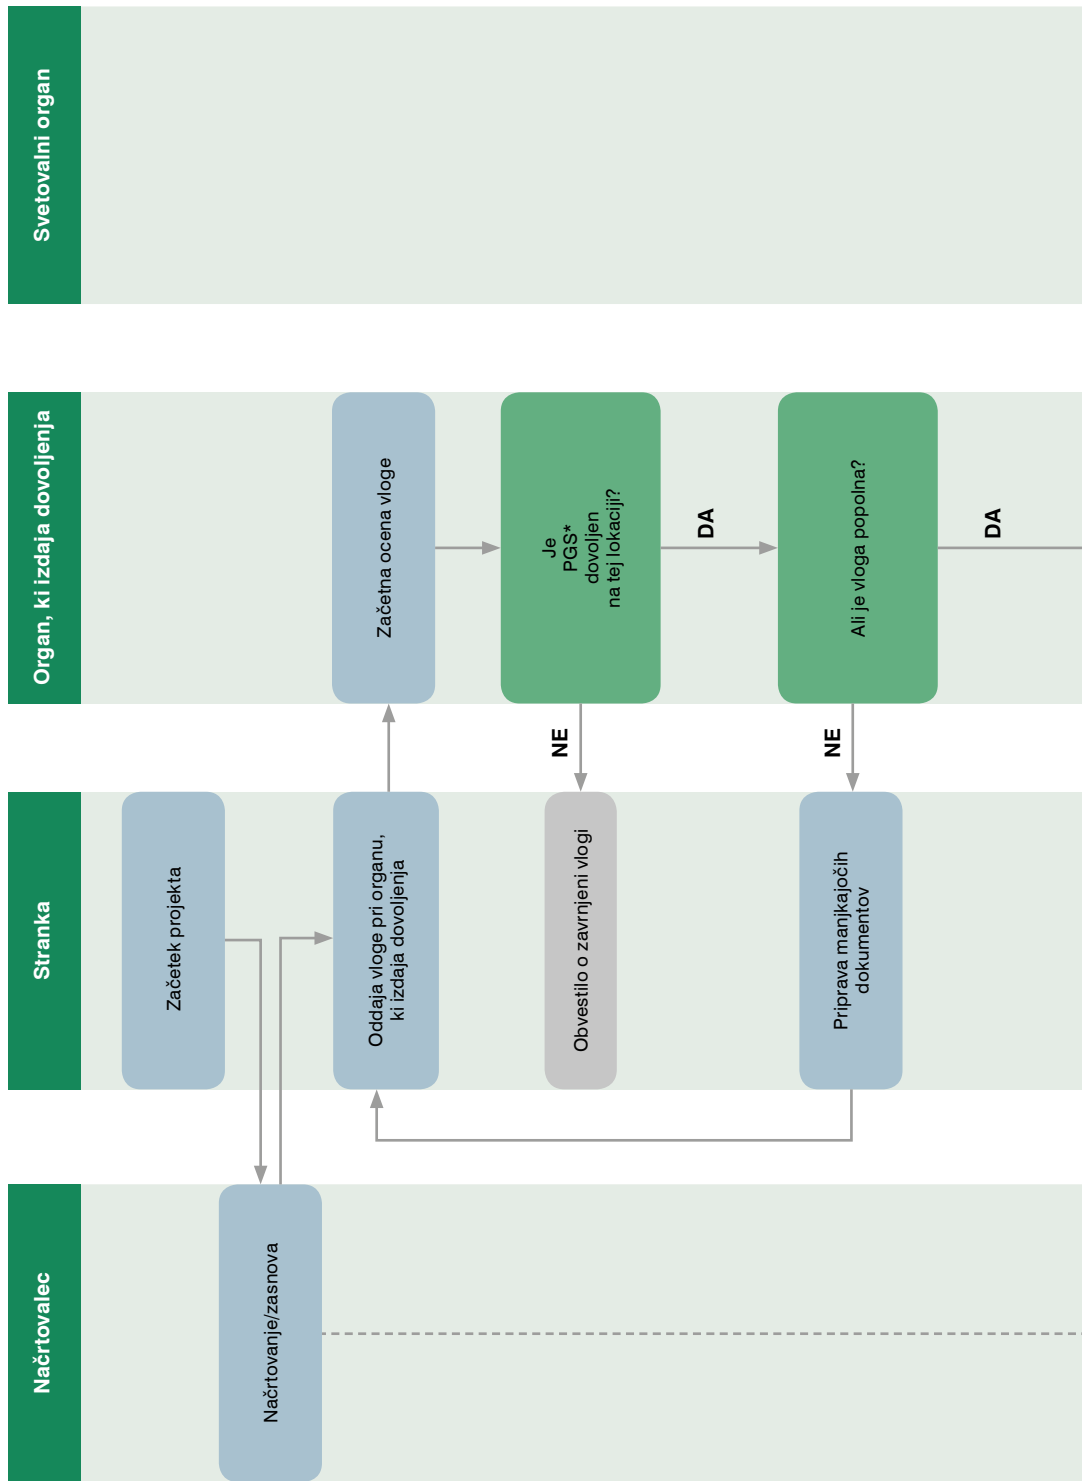 Svetovalni organ
Organ, ki izdaja dovoljenja
Začetna ocena vloge
Je
PGS*
dovoljen
na tej lokaciji?
DA
Ali je vloga popolna?
DA
NE
NE
Stranka
Začetek projekta
Oddaja vloge pri organu,
ki izdaja dovoljenja
Obvestilo o zavrnjeni vlogi
Priprava manjkajočih
dokumentov
Načrtovalec
Načrtovanje/zasnova